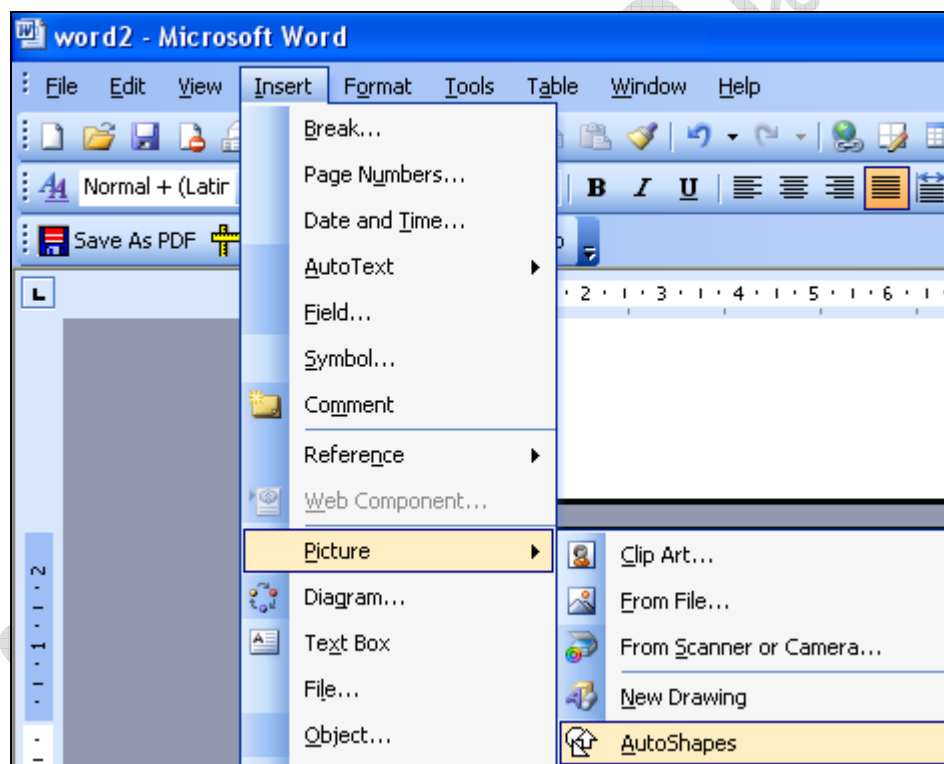 word2 - Microsoft Word
File Edit View Insert Format Tools Table Window Help
Break...
Normal + (Latir
Page Numbers...
B I U
Date and Time...
Save As PDF
AutoText
2 3 4 5 6
Field...
Symbol...
Comment
Reference
Web Component...
Picture
Clip Art...
Diagram...
From File...
Text Box
From Scanner or Camera...
File...
New Drawing
Object...
AutoShapes
2
1